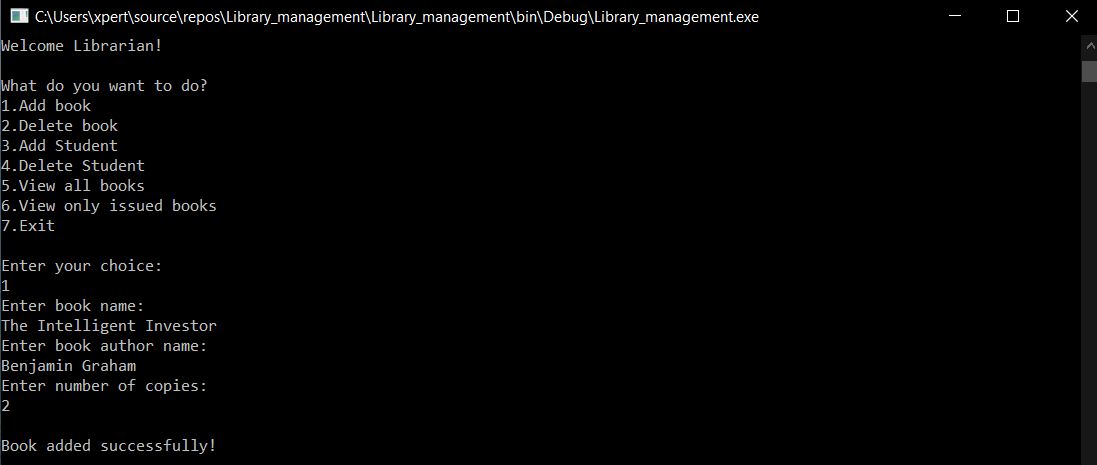 C:\Users\xpert\source\repos\Library_management\Library_management\bin\Debug\Library_management.exe
Welcome Librarian!
What do you want to do?
1.Add book
2.Delete book
3.Add Student
4.Delete Student
5.View all books
6.View only issued books
7.Exit
Enter your choice:
1
Enter book name:
The Intelligent Investor
Enter book author name:
Benjamin Graham
Enter number of copies:
2
Book added successfully!